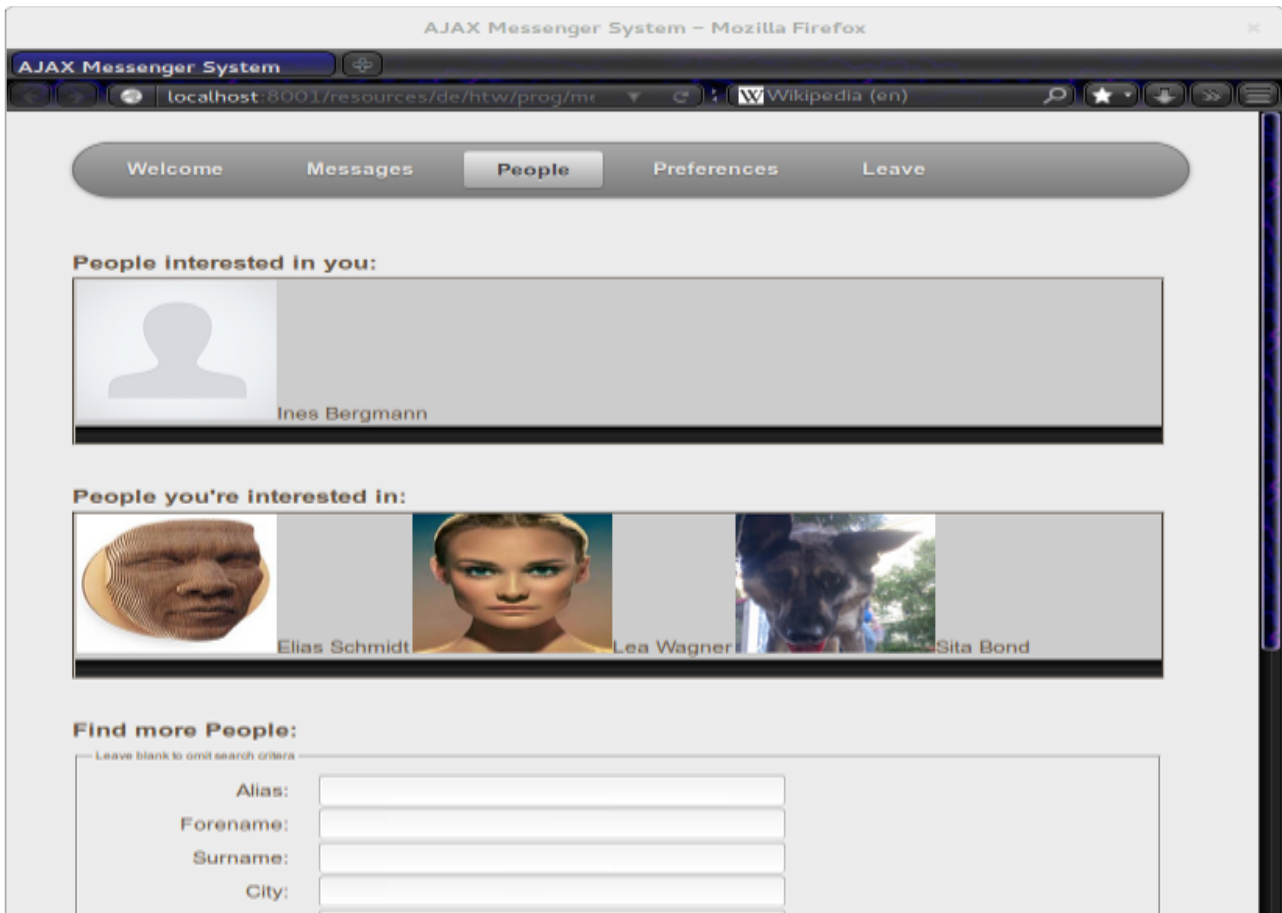 AJAX Messenger System – Mozilla Firefox
AJAX Messenger System
localhost:8001/resources/de/htw/prog/me
W Wikipedia (en)
Welcome Messages People Preferences Leave
People interested in you:
Ines Bergmann
People you're interested in:
Elias Schmidt Lea Wagner Sita Bond
Find more People:
Leave blank to omit search critera
Alias:
Forename:
Surname:
City: